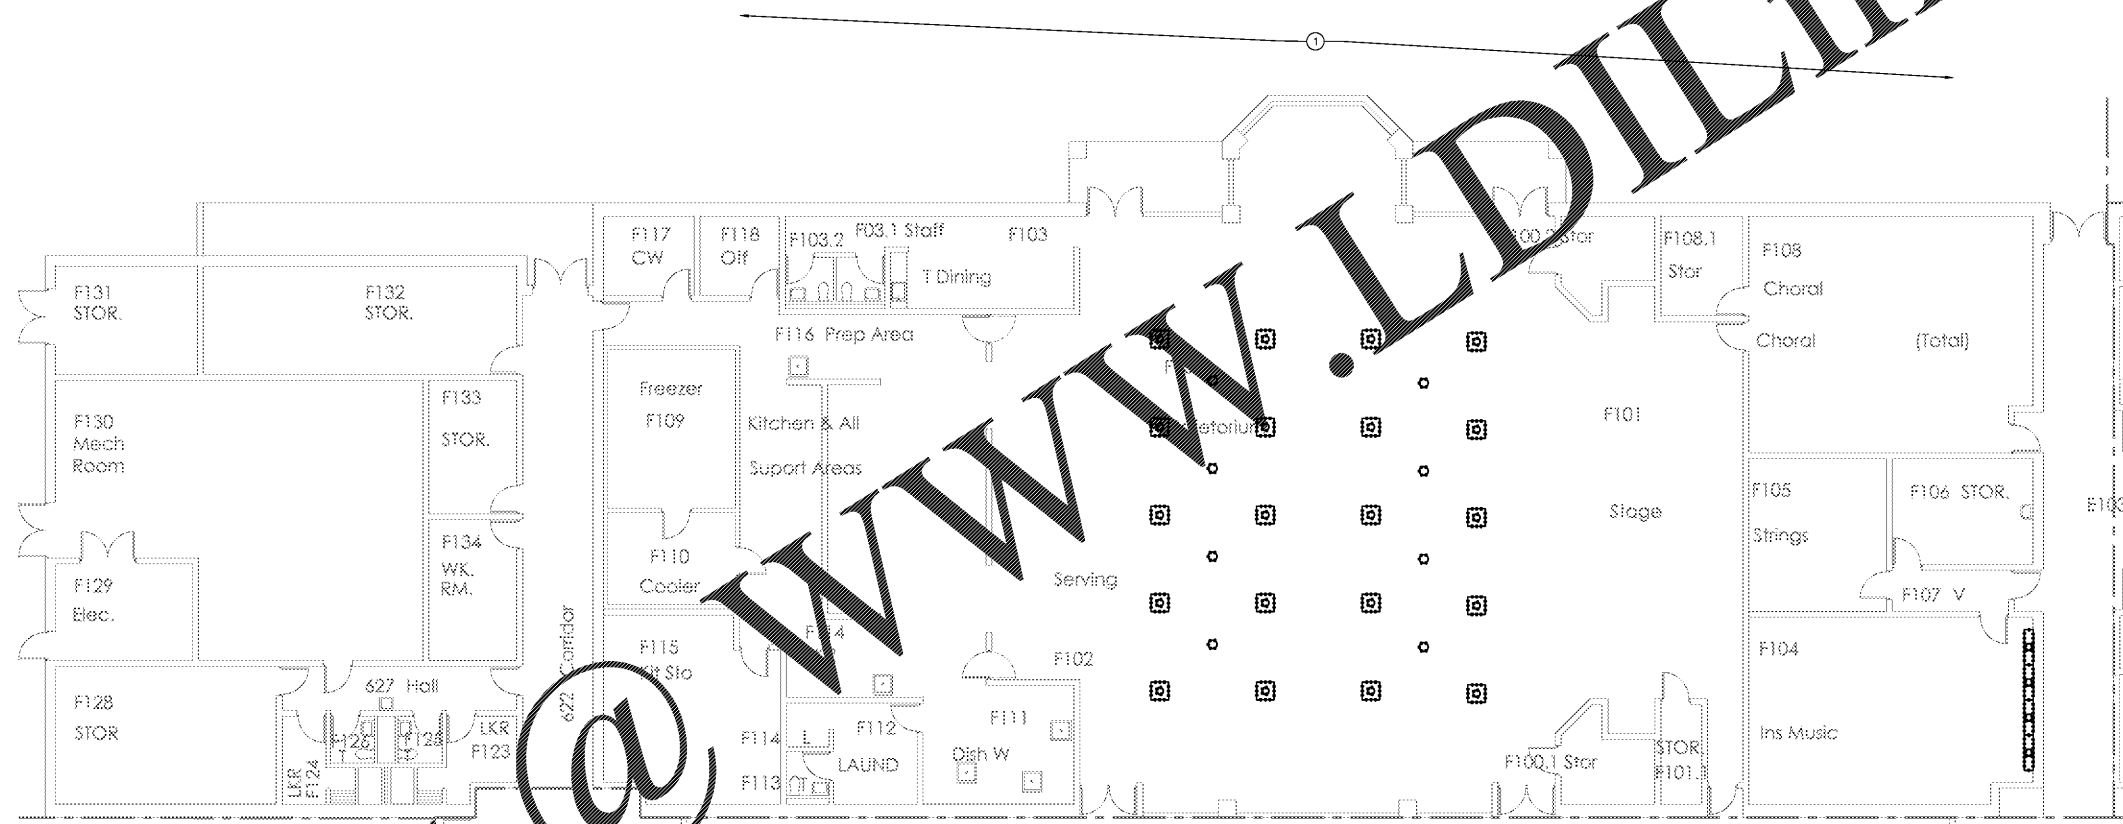 1
F117
CW
F118
Off
F103.2
F03.1 Staff
F103
T Dining
F108.1
Stor
F108
Choral
Choral
(Total)
F131
STOR.
F132
STOR.
F116 Prep Area
Freezer
F109
Kitchen & All
Suport Areas
F130
Mech
Room
F133
STOR.
F101
Stage
F105
Strings
F106 STOR.
F134
WK.
RM.
F110
Cooler
Serving
F129
Elec.
F107 V
622 Corridor
F115
F102
F104
Ins Music
627 Hall
F128
STOR
LKR
F123
LKR
F124
F114
L
F112
LAUND
F113
F111
Dish W
F100.1 Stor
STOR
@ WWW.LDILI